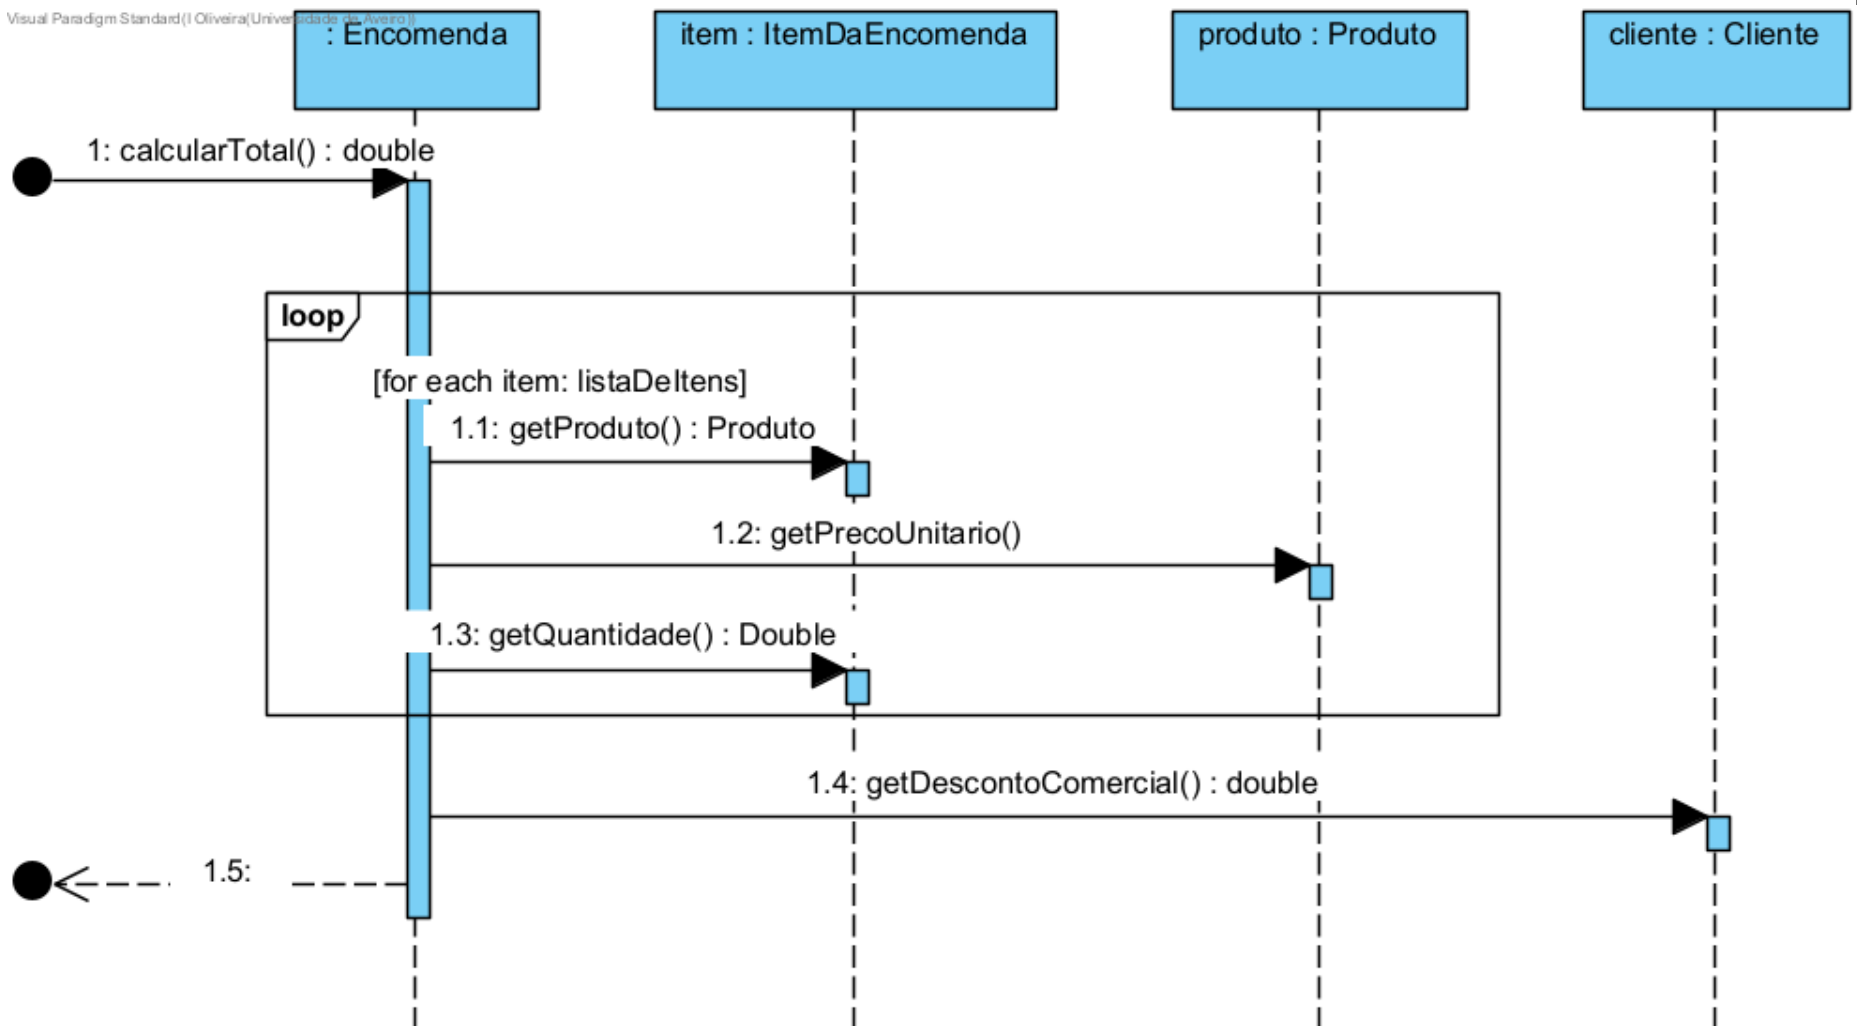 Visual Paradigm Standard(I Oliveira(Universidade de Aveiro))
: Encomenda
item : ItemDaEncomenda
produto : Produto
cliente : Cliente
1: calcularTotal() : double
loop
[for each item: listaDeItens]
1.1: getProduto() : Produto
1.2: getPrecoUnitario()
1.3: getQuantidade() : Double
1.4: getDescontoComercial() : double
1.5: